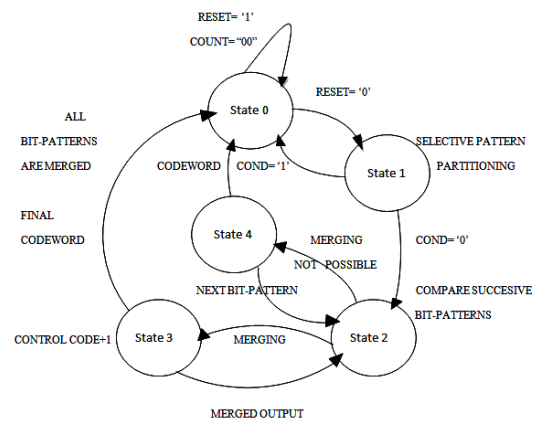 RESET= ‘1’
COUNT= “00”
State 0
RESET= ‘0’
ALL
BIT-PATTERNS
ARE MERGED
SELECTIVE PATTERN
PARTITIONING
CODEWORD
COND= ‘1’
State 1
FINAL
CODEWORD
State 4
MERGING
NOT POSSIBLE
COND= ‘0’
NEXT BIT-PATTERN
COMPARE SUCCESIVE
BIT-PATTERNS
CONTROL CODE+1
State 3
MERGING
State 2
MERGED OUTPUT